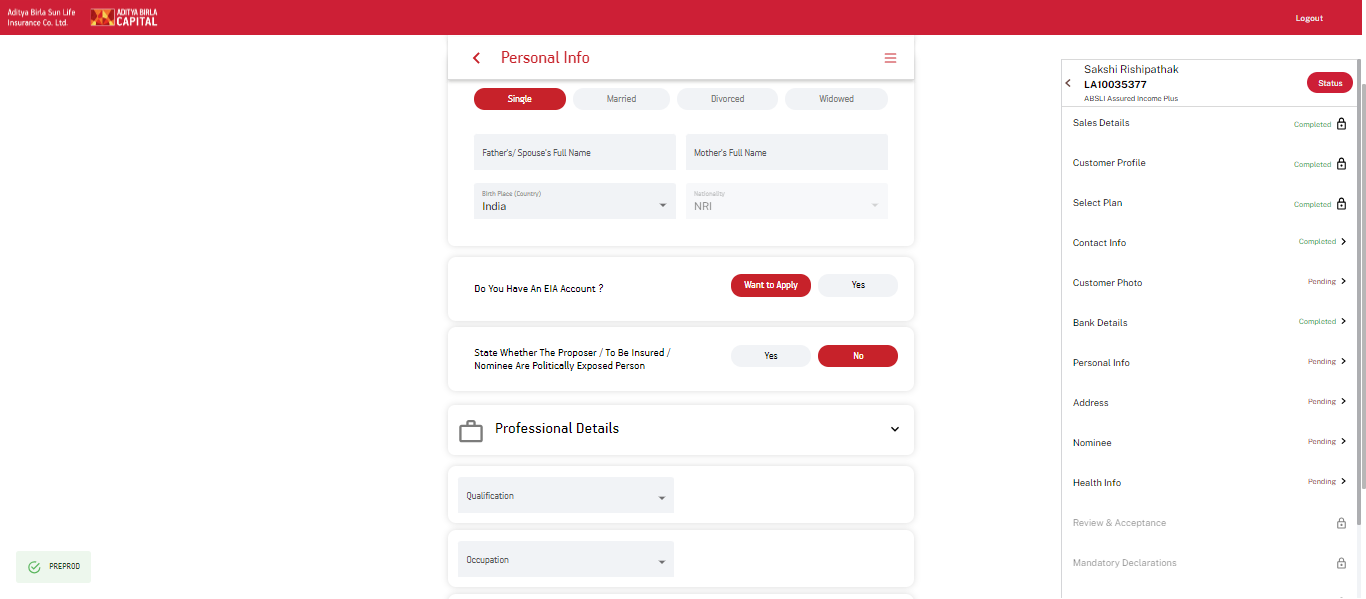 Aditya Birla Sun Life
Insurance Co. Ltd.
ADITYA BIRLA
CAPITAL
Logout
Personal Info
Single
Married
Divorced
Widowed
Father's/ Spouse's Full Name
Mother's Full Name
Birth Place (Country)
India
Nationality
NRI
Do You Have An EIA Account ?
Want to Apply
Yes
State Whether The Proposer / To Be Insured /
Nominee Are Politically Exposed Person
Yes
No
Professional Details
Qualification
Occupation
PREPROD
Sakshi Rishipathak
LA10035377
ABSLI Assured Income Plus
Status
Sales Details
Completed
Customer Profile
Completed
Select Plan
Completed
Contact Info
Completed
Customer Photo
Pending
Bank Details
Completed
Personal Info
Pending
Address
Pending
Nominee
Pending
Health Info
Pending
Review & Acceptance
Mandatory Declarations